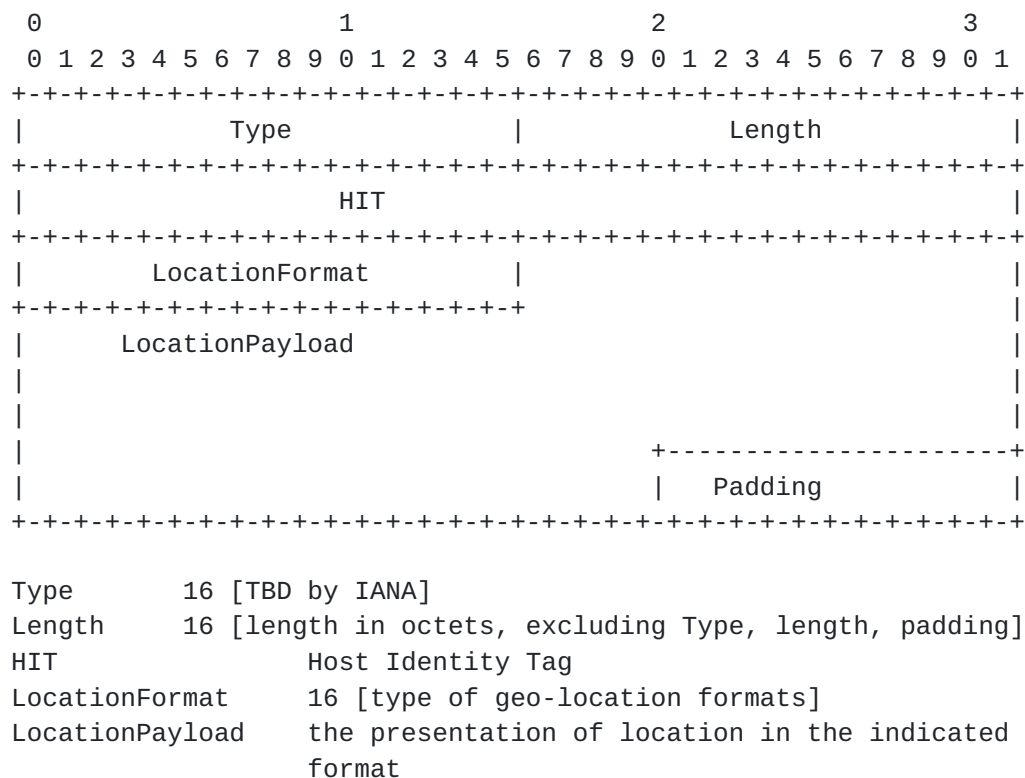 0                   1                   2                   3
 0 1 2 3 4 5 6 7 8 9 0 1 2 3 4 5 6 7 8 9 0 1 2 3 4 5 6 7 8 9 0 1
+-+-+-+-+-+-+-+-+-+-+-+-+-+-+-+-+-+-+-+-+-+-+-+-+-+-+-+-+-+-+-+-+
|             Type              |             Length            |
+-+-+-+-+-+-+-+-+-+-+-+-+-+-+-+-+-+-+-+-+-+-+-+-+-+-+-+-+-+-+-+-+
|                    HIT                                        |
+-+-+-+-+-+-+-+-+-+-+-+-+-+-+-+-+-+-+-+-+-+-+-+-+-+-+-+-+-+-+-+-+
|        LocationFormat         |                               |
+-+-+-+-+-+-+-+-+-+-+-+-+-+-+-+-+                               |
|      LocationPayload                                          |
|                                                               |
|                                                               |
|                                        +----------------------+
|                                        |   Padding            |
+-+-+-+-+-+-+-+-+-+-+-+-+-+-+-+-+-+-+-+-+-+-+-+-+-+-+-+-+-+-+-+-+
Type       16 [TBD by IANA]
Length     16 [length in octets, excluding Type, length, padding]
HIT                Host Identity Tag
LocationFormat     16 [type of geo-location formats]
LocationPayload    the presentation of location in the indicated
                   format